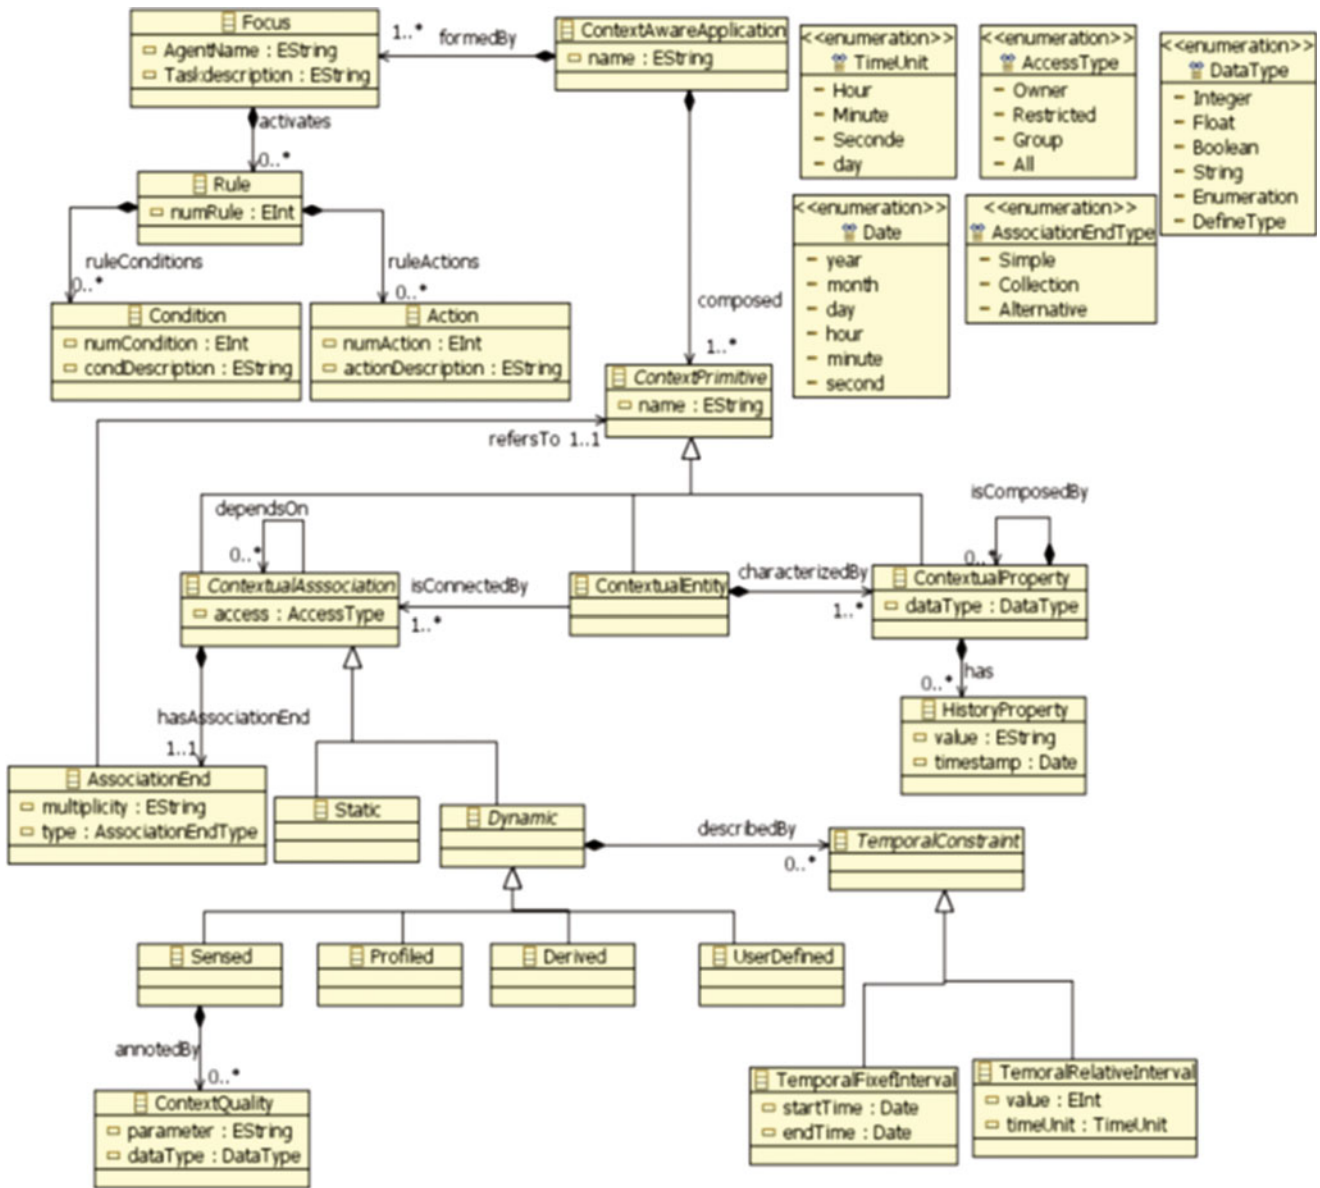 Focus
AgentName : EString
Taskdescription : EString
1..*
formedBy
ContextAwareApplication
name : EString
<<enumeration>>
TimeUnit
Hour
Minute
Seconde
day
<<enumeration>>
AccessType
Owner
Restricted
Group
All
<<enumeration>>
DataType
Integer
Float
Boolean
String
Enumeration
DefineType
activates
0..*
Rule
numRule : EInt
<<enumeration>>
Date
year
month
day
hour
minute
second
<<enumeration>>
AssociationEndType
Simple
Collection
Alternative
ruleConditions
0..*
ruleActions
0..*
Condition
numCondition : EInt
condDescription : EString
Action
numAction : EInt
actionDescription : EString
composed
1..*
ContextPrimitive
name : EString
refersTo 1..1
dependsOn
0..*
isComposedBy
0..*
ContextualAsssociation
access : AccessType
isConnectedBy
1..*
ContextualEntity
characterizedBy
1..*
ContextualProperty
dataType : DataType
has
0..*
HistoryProperty
value : EString
timestamp : Date
hasAssociationEnd
1..1
AssociationEnd
multiplicity : EString
type : AssociationEndType
Static
Dynamic
describedBy
0..*
TemporalConstraint
Sensed
Profiled
Derived
UserDefined
annotedBy
0..*
ContextQuality
parameter : EString
dataType : DataType
TemporalFixefInterval
startTime : Date
endTime : Date
TemoralRelativeInterval
value : EInt
timeUnit : TimeUnit